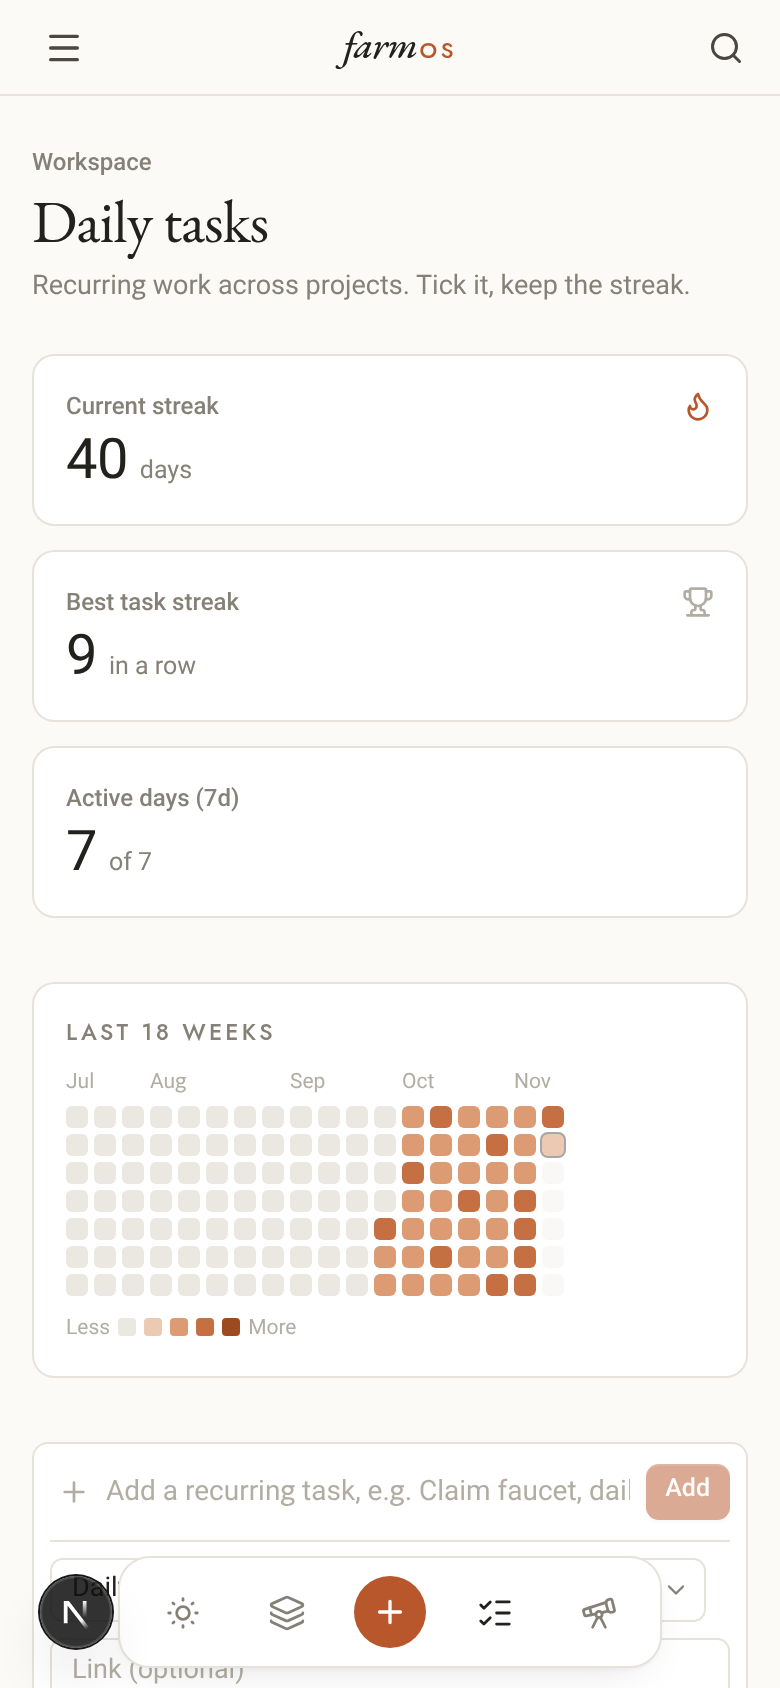 farmos
Workspace
Daily tasks
Recurring work across projects. Tick it, keep the streak.
Current streak
40 days
Best task streak
9 in a row
Active days (7d)
7 of 7
LAST 18 WEEKS
Jul Aug Sep Oct Nov
Less More
Add a recurring task, e.g. Claim faucet, dail
Add
N
Link (optional)